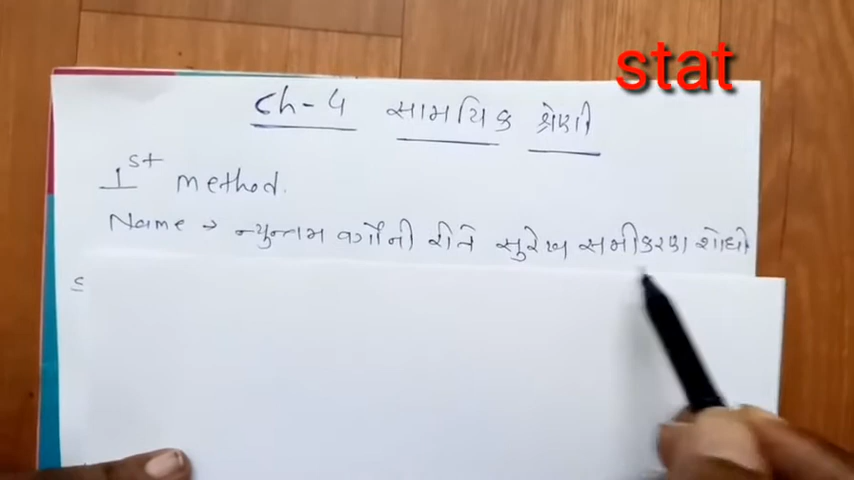 stat
Ch-4 સામયિક શ્રેણી
1st method.
Name → ન્યુનતમ વર્ગોની રીતે સુરેખ સમીકરણ શોધો